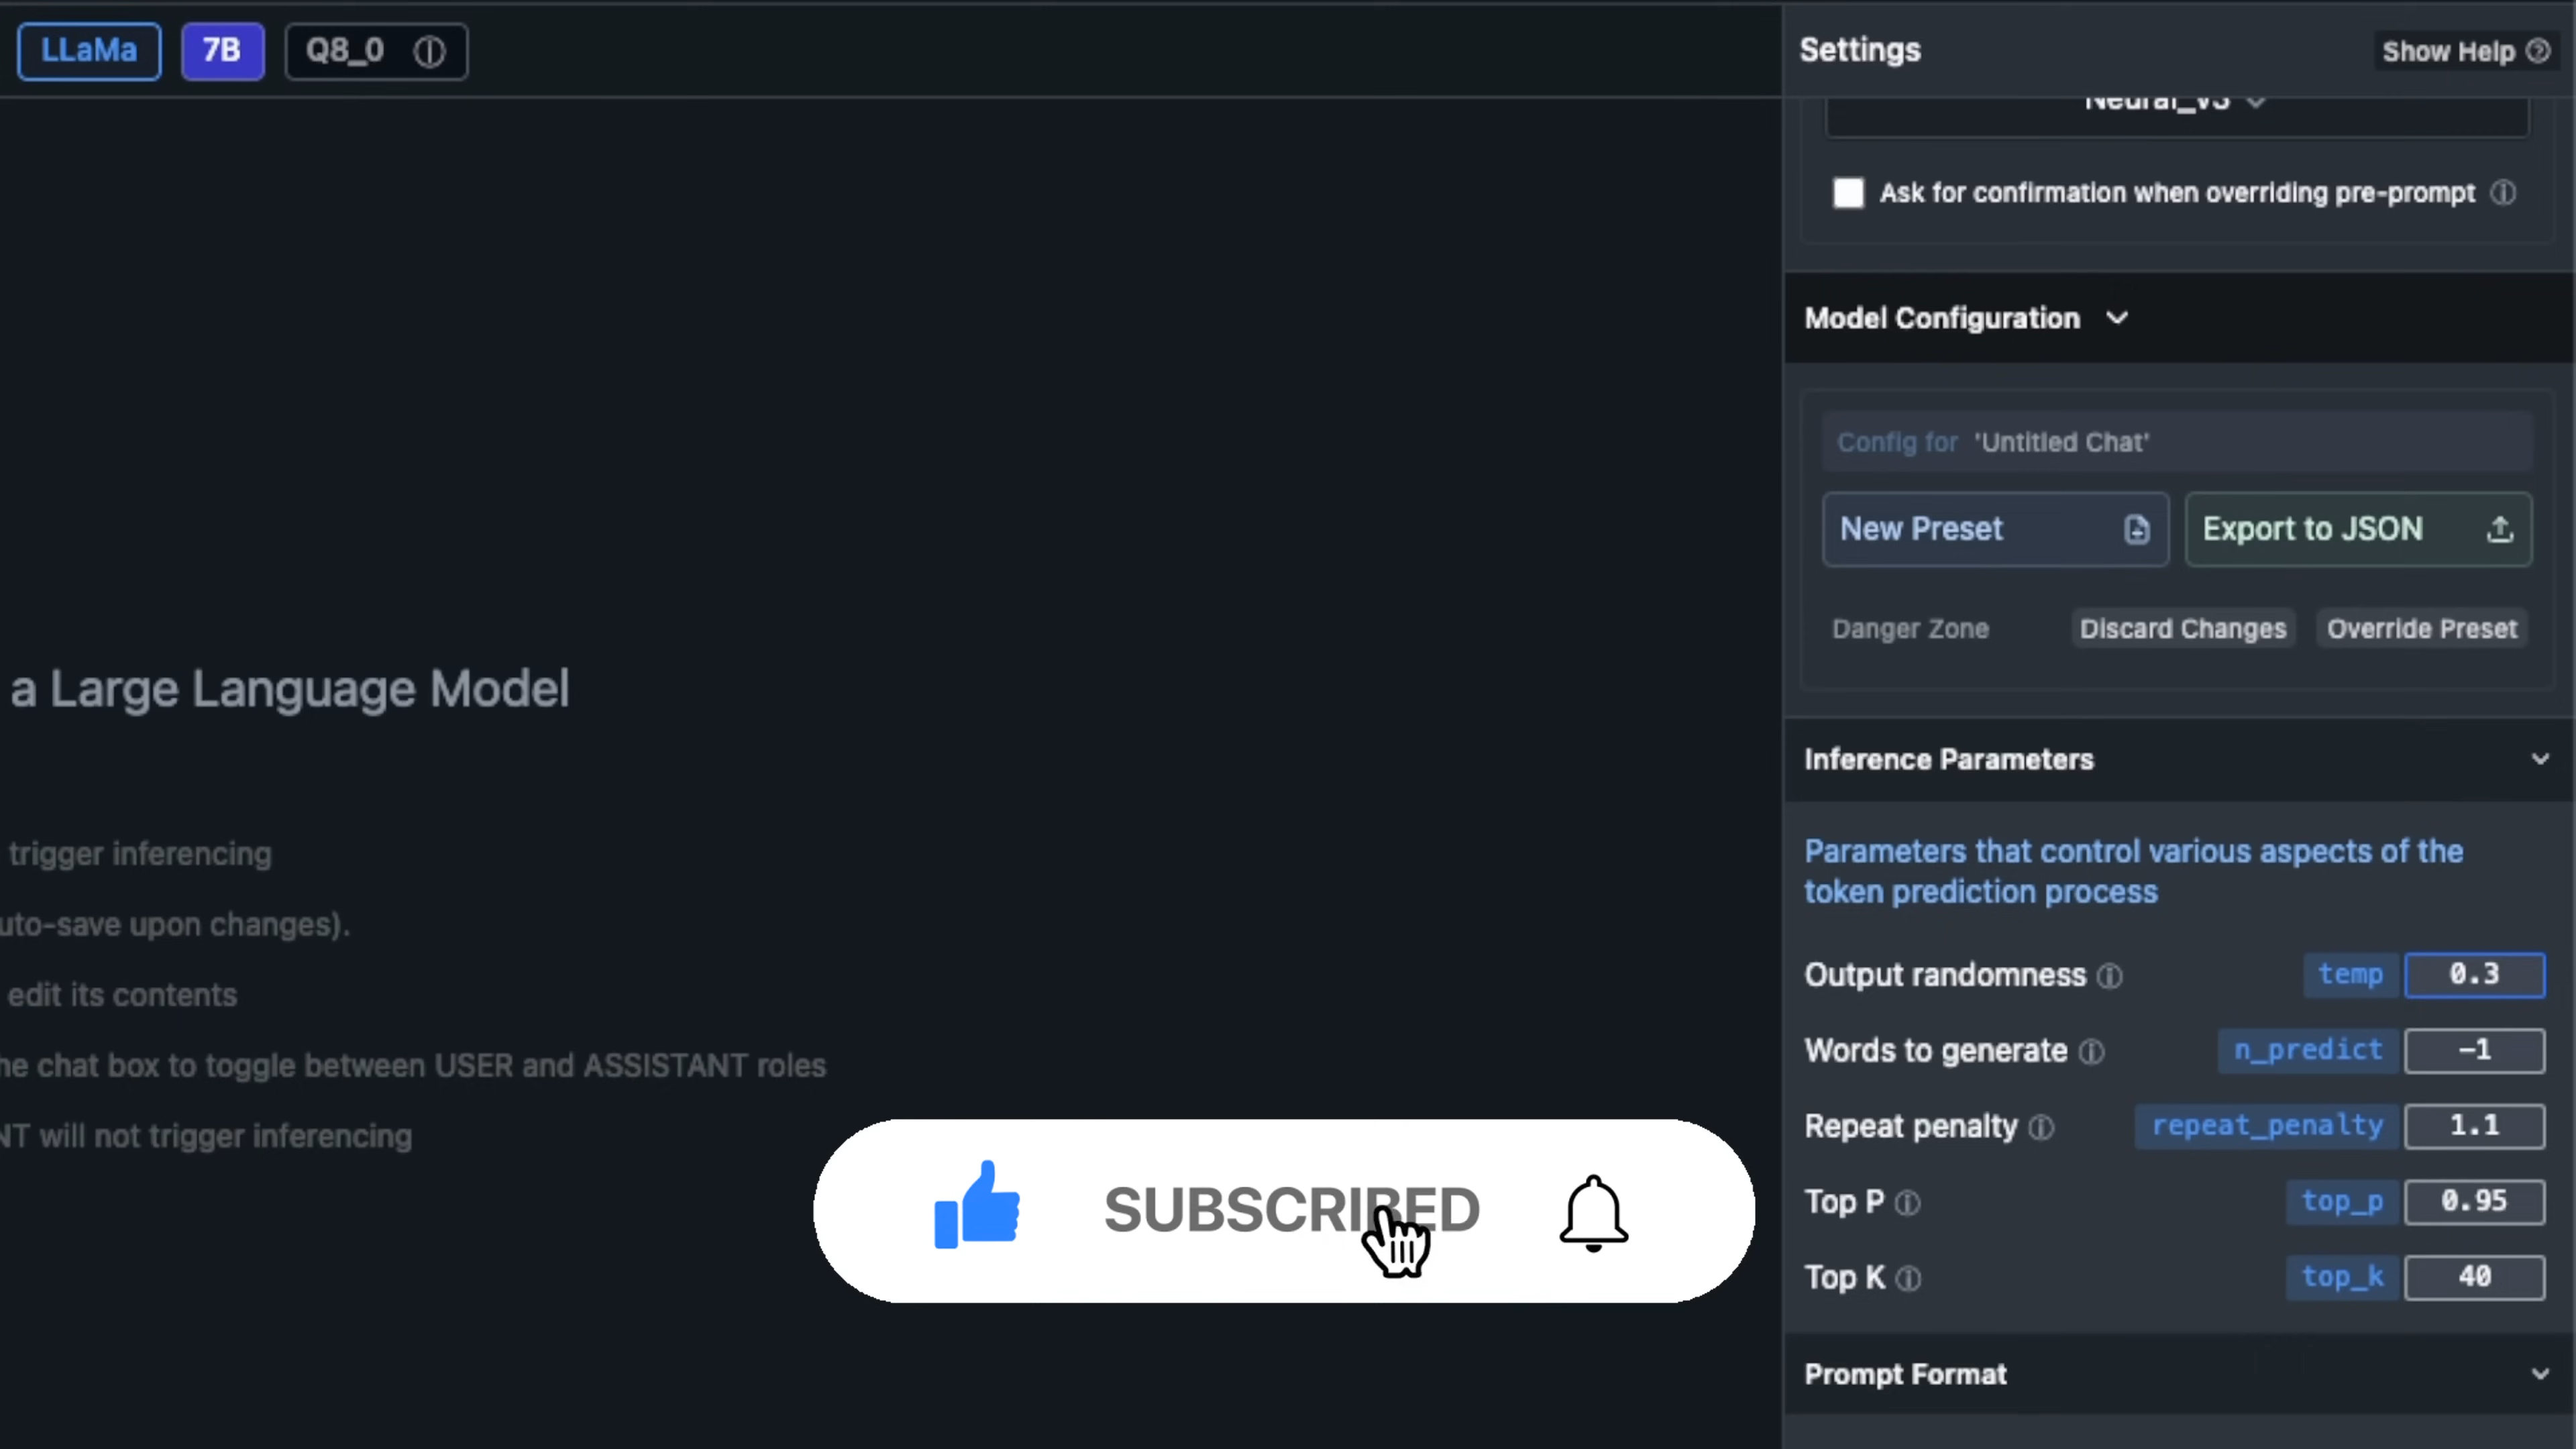 LLaMa 7B Q8_0
Settings Show Help
Neural_v3
Ask for confirmation when overriding pre-prompt
Model Configuration
Config for 'Untitled Chat'
New Preset Export to JSON
Danger Zone Discard Changes Override Preset
a Large Language Model
Inference Parameters
trigger inferencing
Parameters that control various aspects of the
token prediction process
uto-save upon changes).
edit its contents
Output randomness temp 0.3
Words to generate n_predict -1
he chat box to toggle between USER and ASSISTANT roles
Repeat penalty repeat_penalty 1.1
NT will not trigger inferencing
SUBSCRIBED
Top P top_p 0.95
Top K top_k 40
Prompt Format